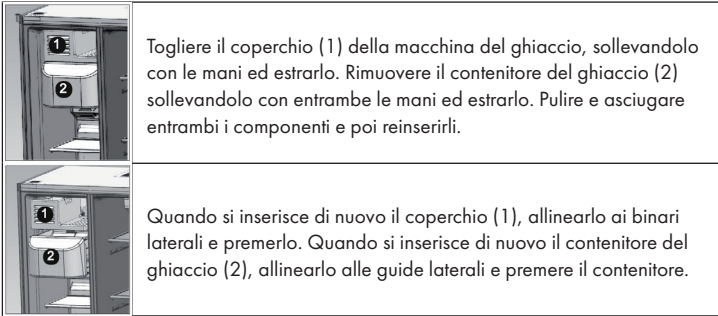 1
2
Togliere il coperchio (1) della macchina del ghiaccio, sollevandolo
con le mani ed estrarlo. Rimuovere il contenitore del ghiaccio (2)
sollevandolo con entrambe le mani ed estrarlo. Pulire e asciugare
entrambi i componenti e poi reinserirli.
1
2
Quando si inserisce di nuovo il coperchio (1), allinearlo ai binari
laterali e premerlo. Quando si inserisce di nuovo il contenitore del
ghiaccio (2), allinearlo alle guide laterali e premere il contenitore.